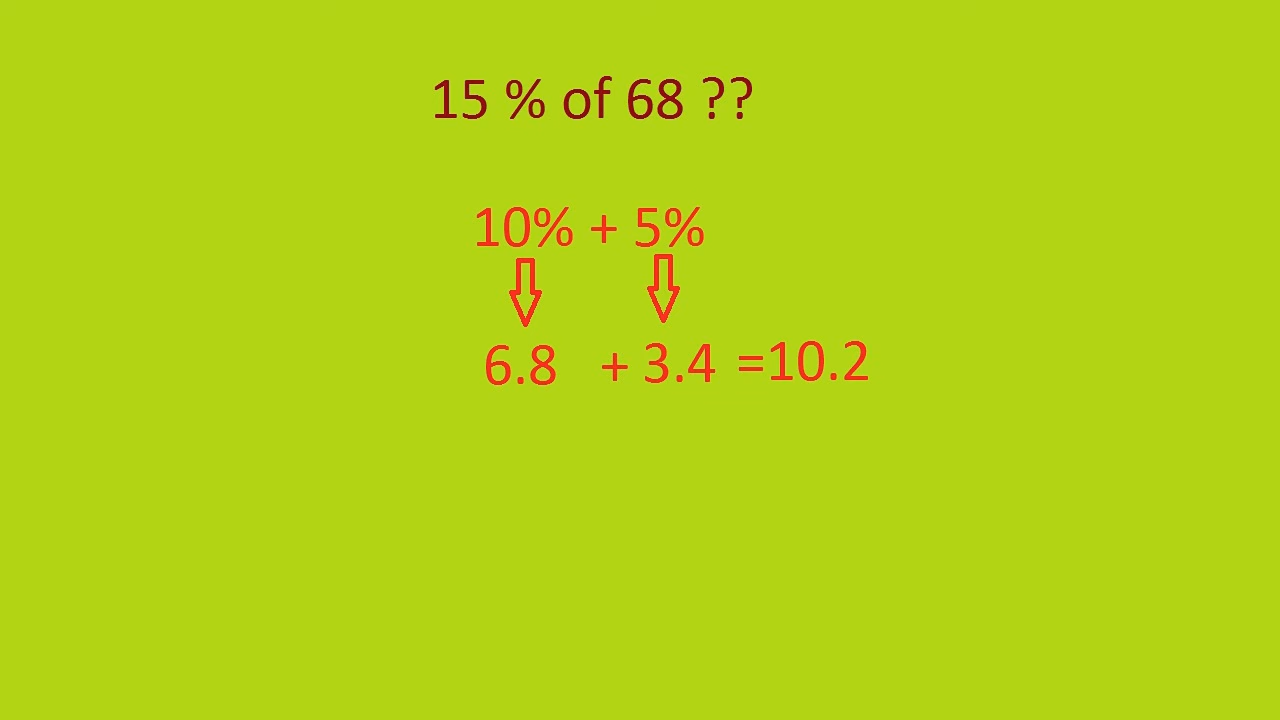 15 % of 68 ??
10% + 5%
6.8 + 3.4 =10.2